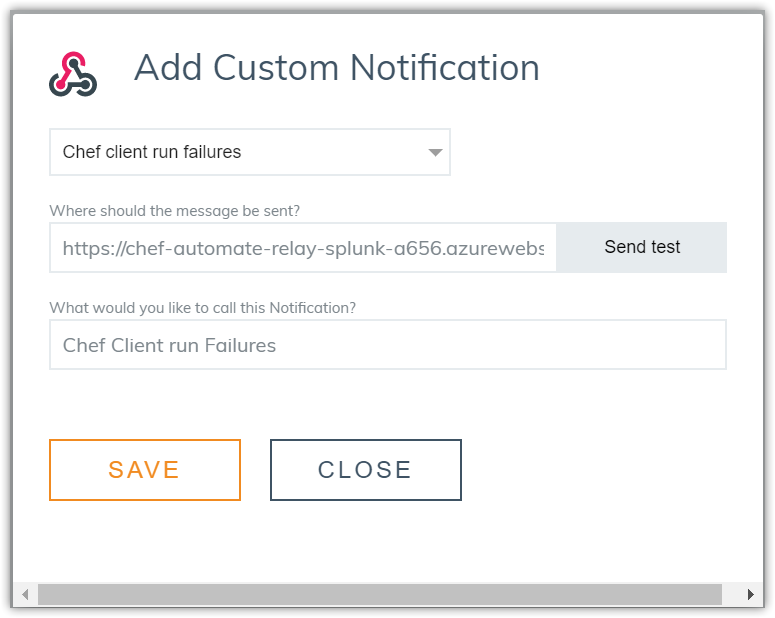 Add Custom Notification
Chef client run failures
Where should the message be sent?
https://chef-automate-relay-splunk-a656.azurewebs
Send test
What would you like to call this Notification?
Chef Client run Failures
SAVE
CLOSE